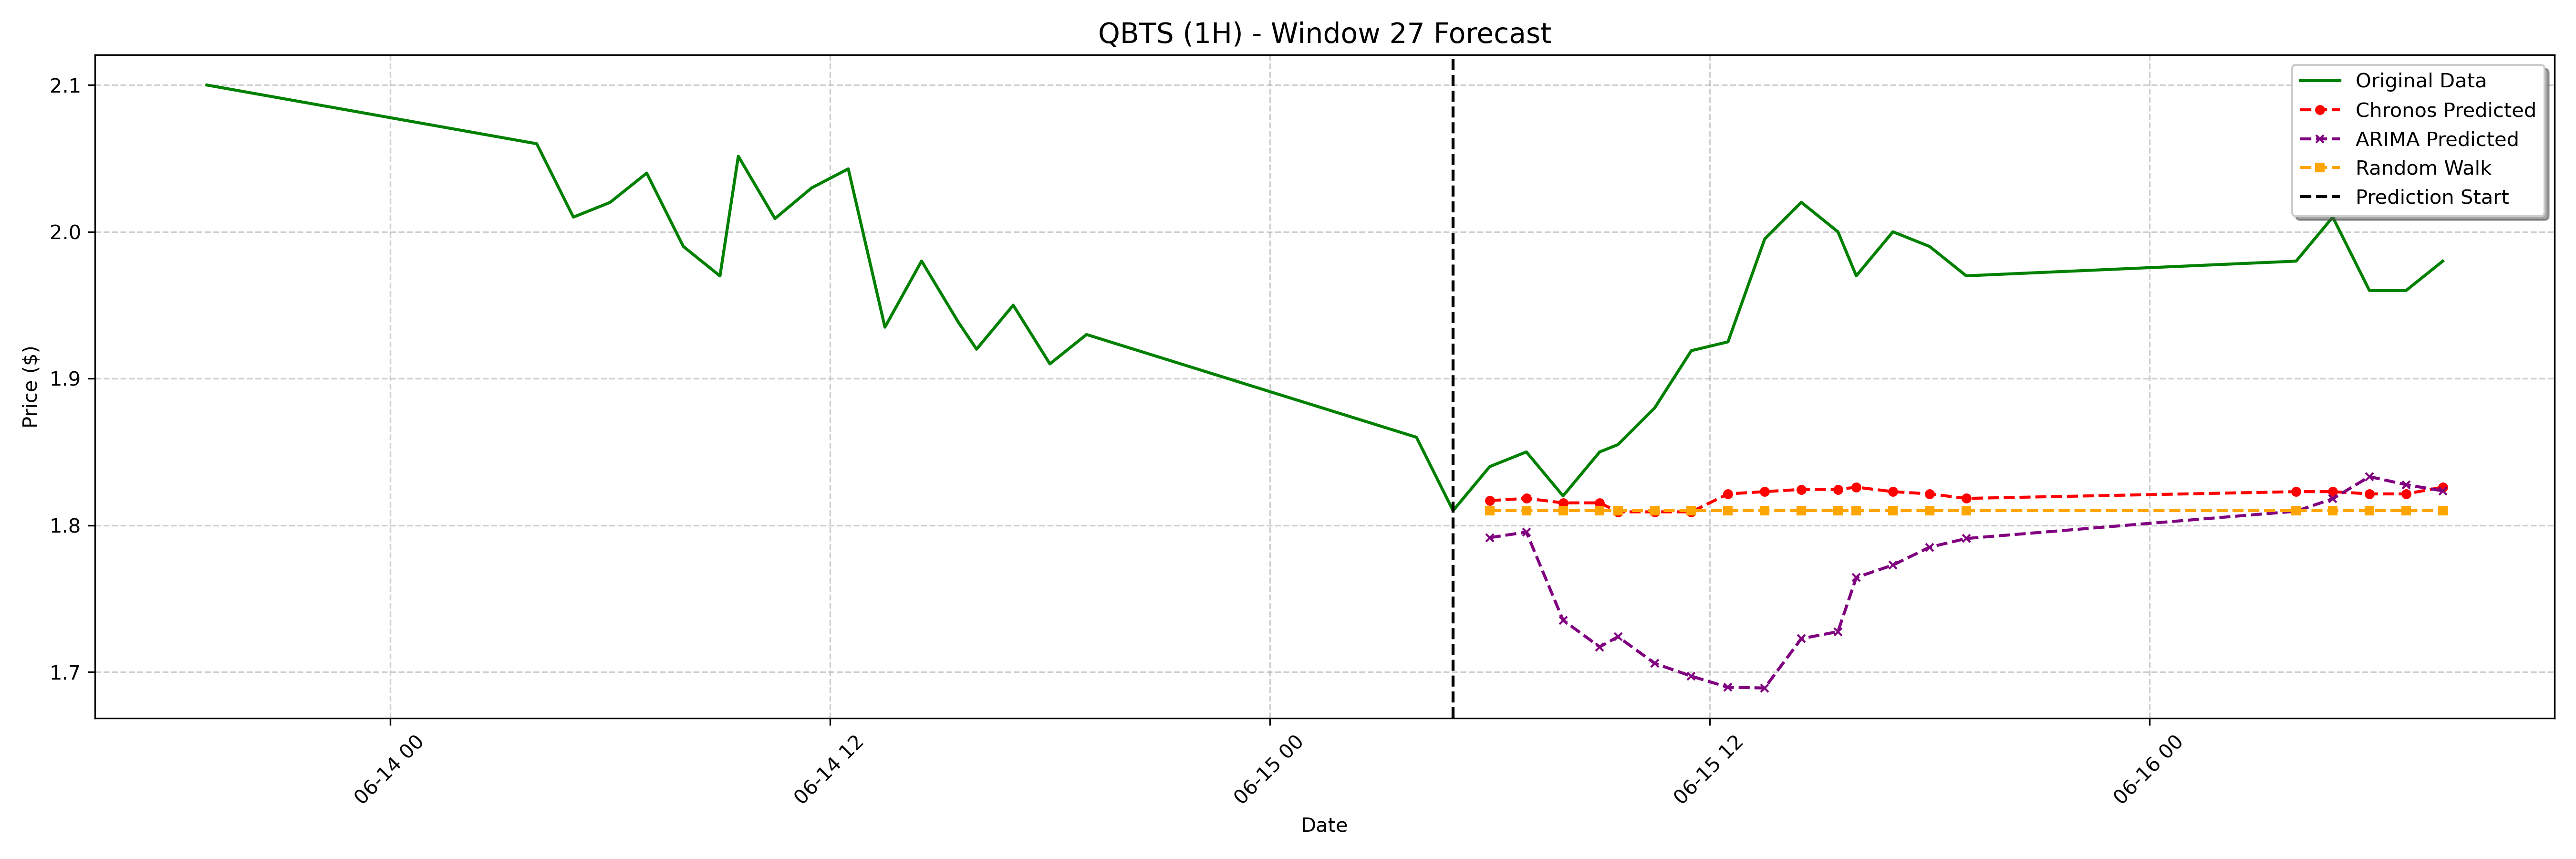 QBTS (1H) - Window 27 Forecast
Original Data
Chronos Predicted
ARIMA Predicted
Random Walk
Prediction Start
Price ($)
2.1
2.0
1.9
1.8
1.7
06-14 00
06-14 12
06-15 00
06-15 12
06-16 00
Date